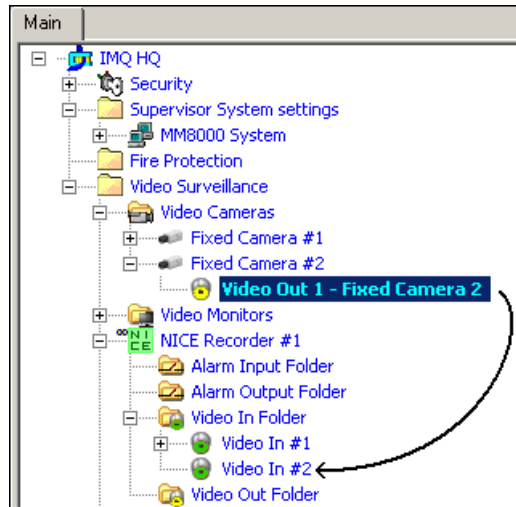 Main
IMQ HQ
Security
Supervisor System settings
MM8000 System
Fire Protection
Video Surveillance
Video Cameras
Fixed Camera #1
Fixed Camera #2
Video Out 1 - Fixed Camera 2
Video Monitors
NI
CE
NICE Recorder #1
Alarm Input Folder
Alarm Output Folder
Video In Folder
Video In #1
Video In #2
Video Out Folder